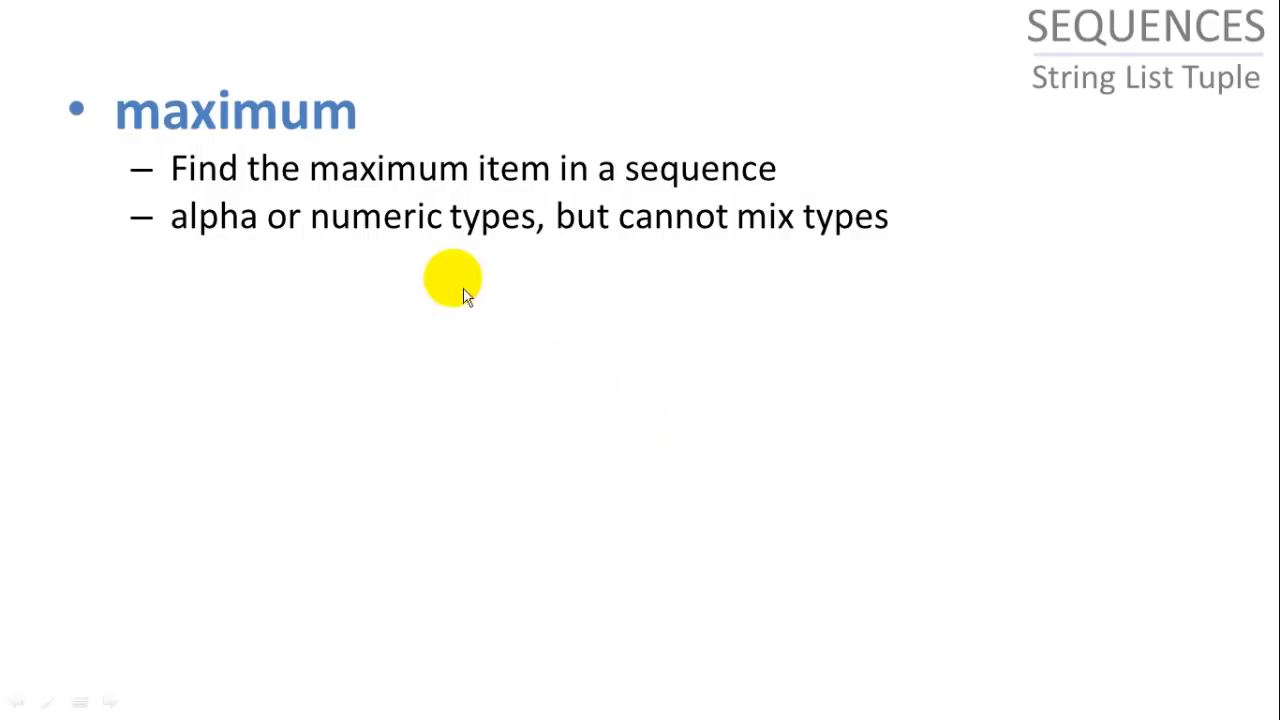 SEQUENCES
String List Tuple
• maximum
– Find the maximum item in a sequence
– alpha or numeric types, but cannot mix types